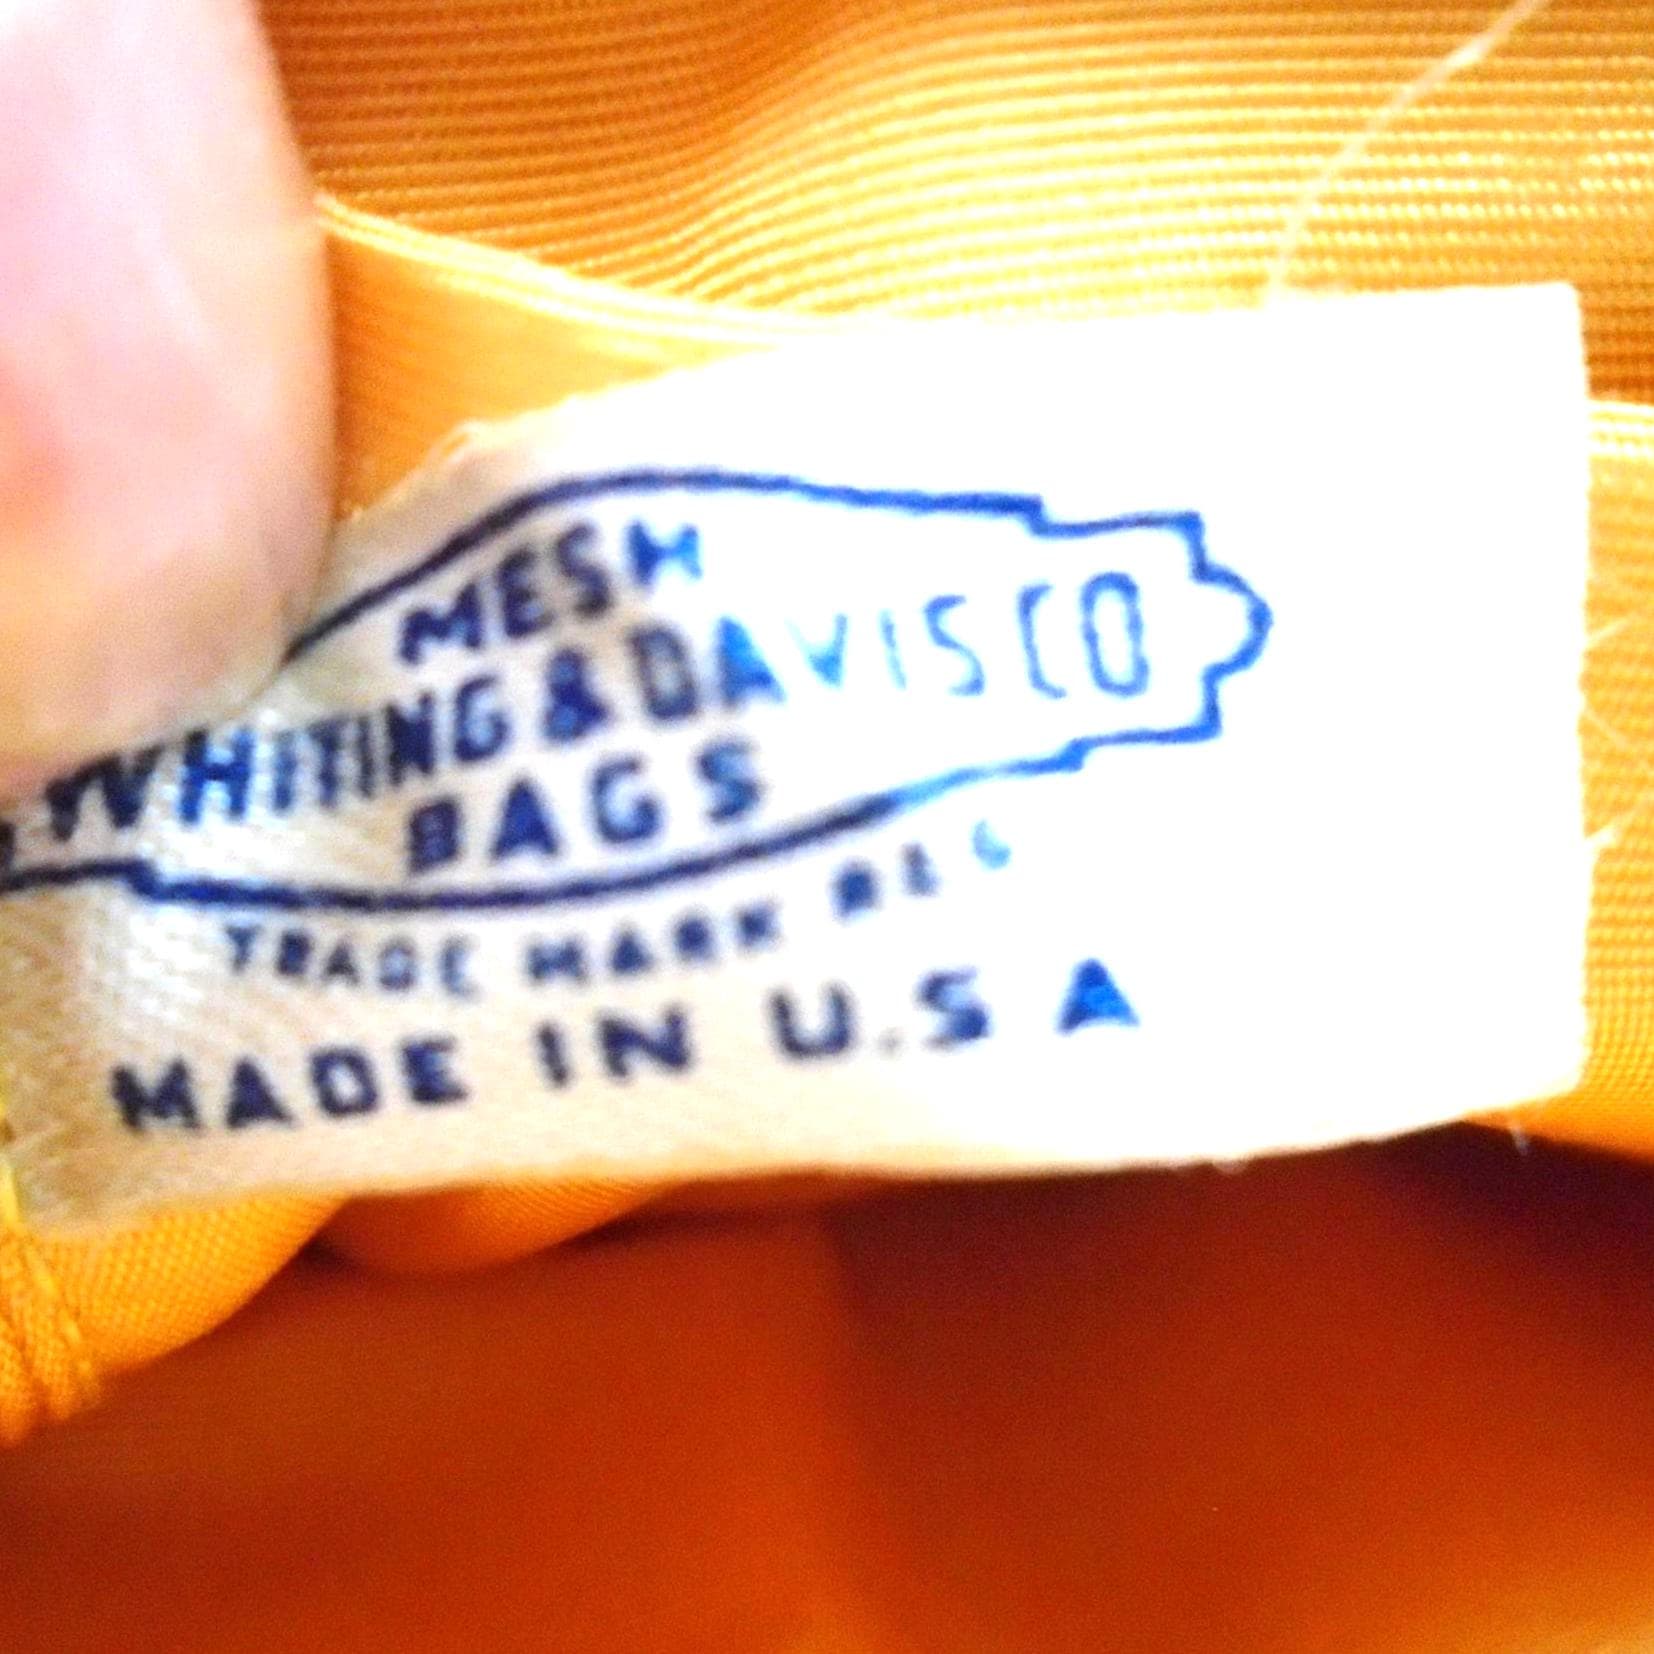 MESH
WHITING & DAVIS CO
BAGS
TRADE MARK REG
MADE IN U.S A